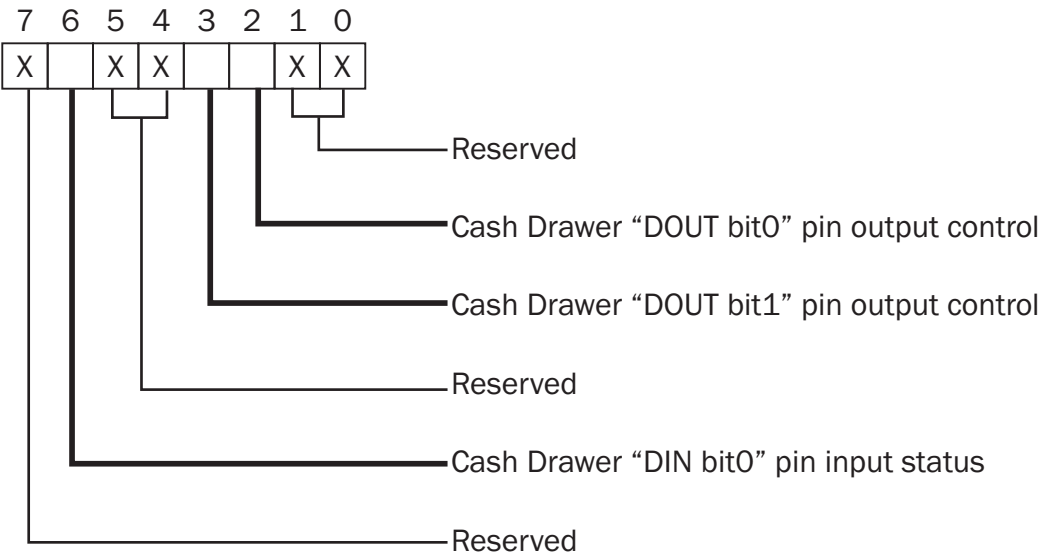 7 6 5 4 3 2 1 0
X X X X X
Reserved
Cash Drawer “DOUT bit0” pin output control
Cash Drawer “DOUT bit1” pin output control
Reserved
Cash Drawer “DIN bit0” pin input status
Reserved